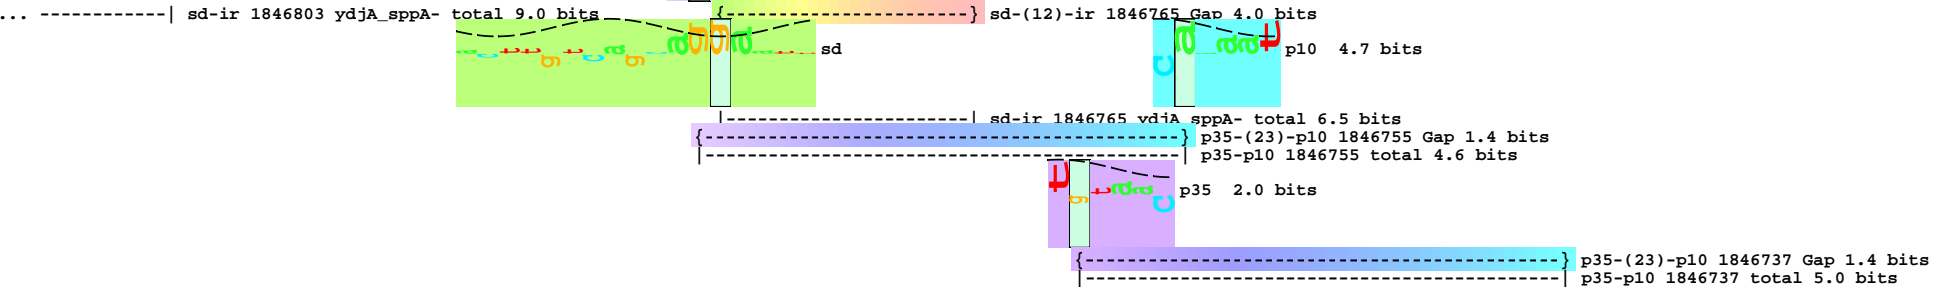 ... ------------| sd-ir 1846803 ydjA_sppA- total 9.0 bits
{------------------------} sd-(12)-ir 1846765 Gap 4.0 bits
sd
p10 4.7 bits
|-----------------------| sd-ir 1846765 ydjA_sppA- total 6.5 bits
{---------------------------------------------} p35-(23)-p10 1846755 Gap 1.4 bits
|---------------------------------------------| p35-p10 1846755 total 4.6 bits
p35 2.0 bits
{---------------------------------------------} p35-(23)-p10 1846737 Gap 1.4 bits
|---------------------------------------------| p35-p10 1846737 total 5.0 bits